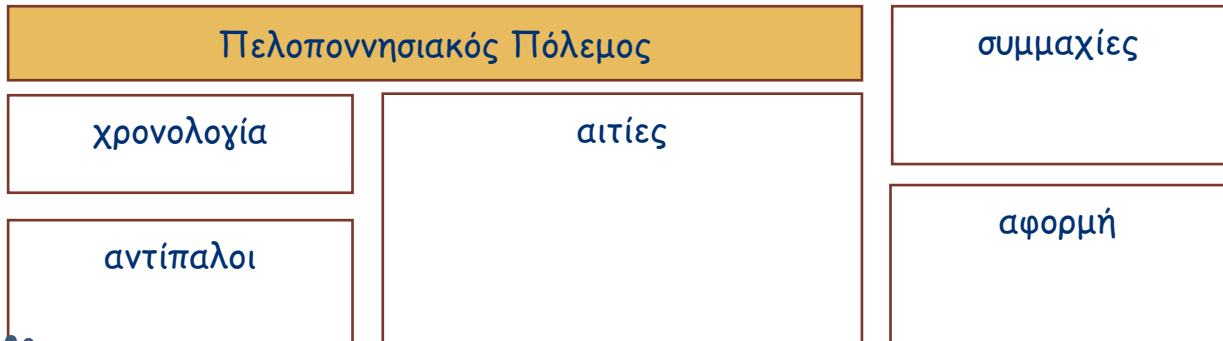 Πελοποννησιακός Πόλεμος
συμμαχίες
χρονολογία
αιτίες
αντίπαλοι
αφορμή